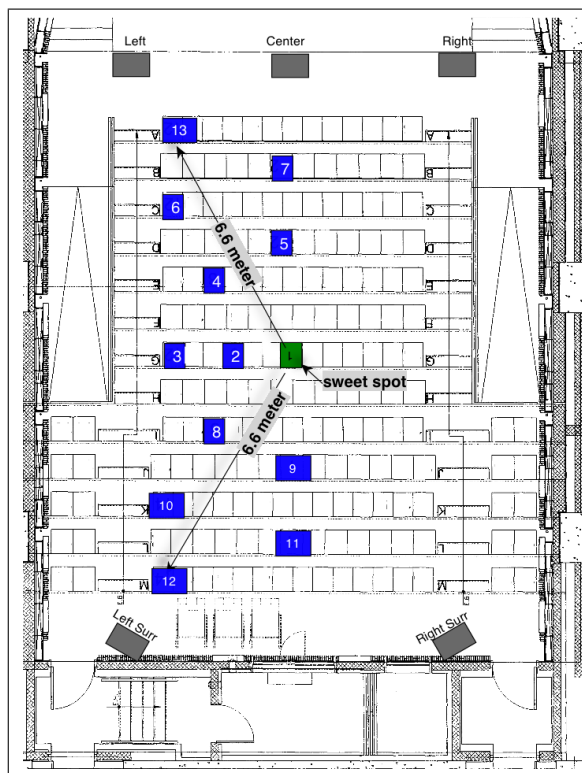 Left
Center
Right
13
A
A
7
B
B
6
C
C
5
D
D
6.6 meter
4
E
E
F
F
3
2
1
G
G
sweet spot
H
H
8
6.6 meter
9
10
K
K
11
L
L
12
M
M
Left Surr
Right Surr